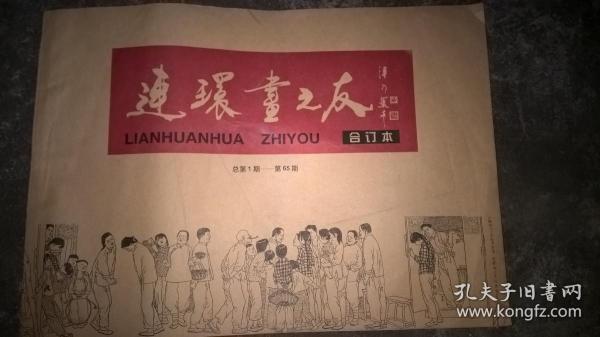 連環畫之友
LIANHUANHUA ZHIYOU
合订本
总第1期——第65期
孔夫子旧書网
www.kongfz.com